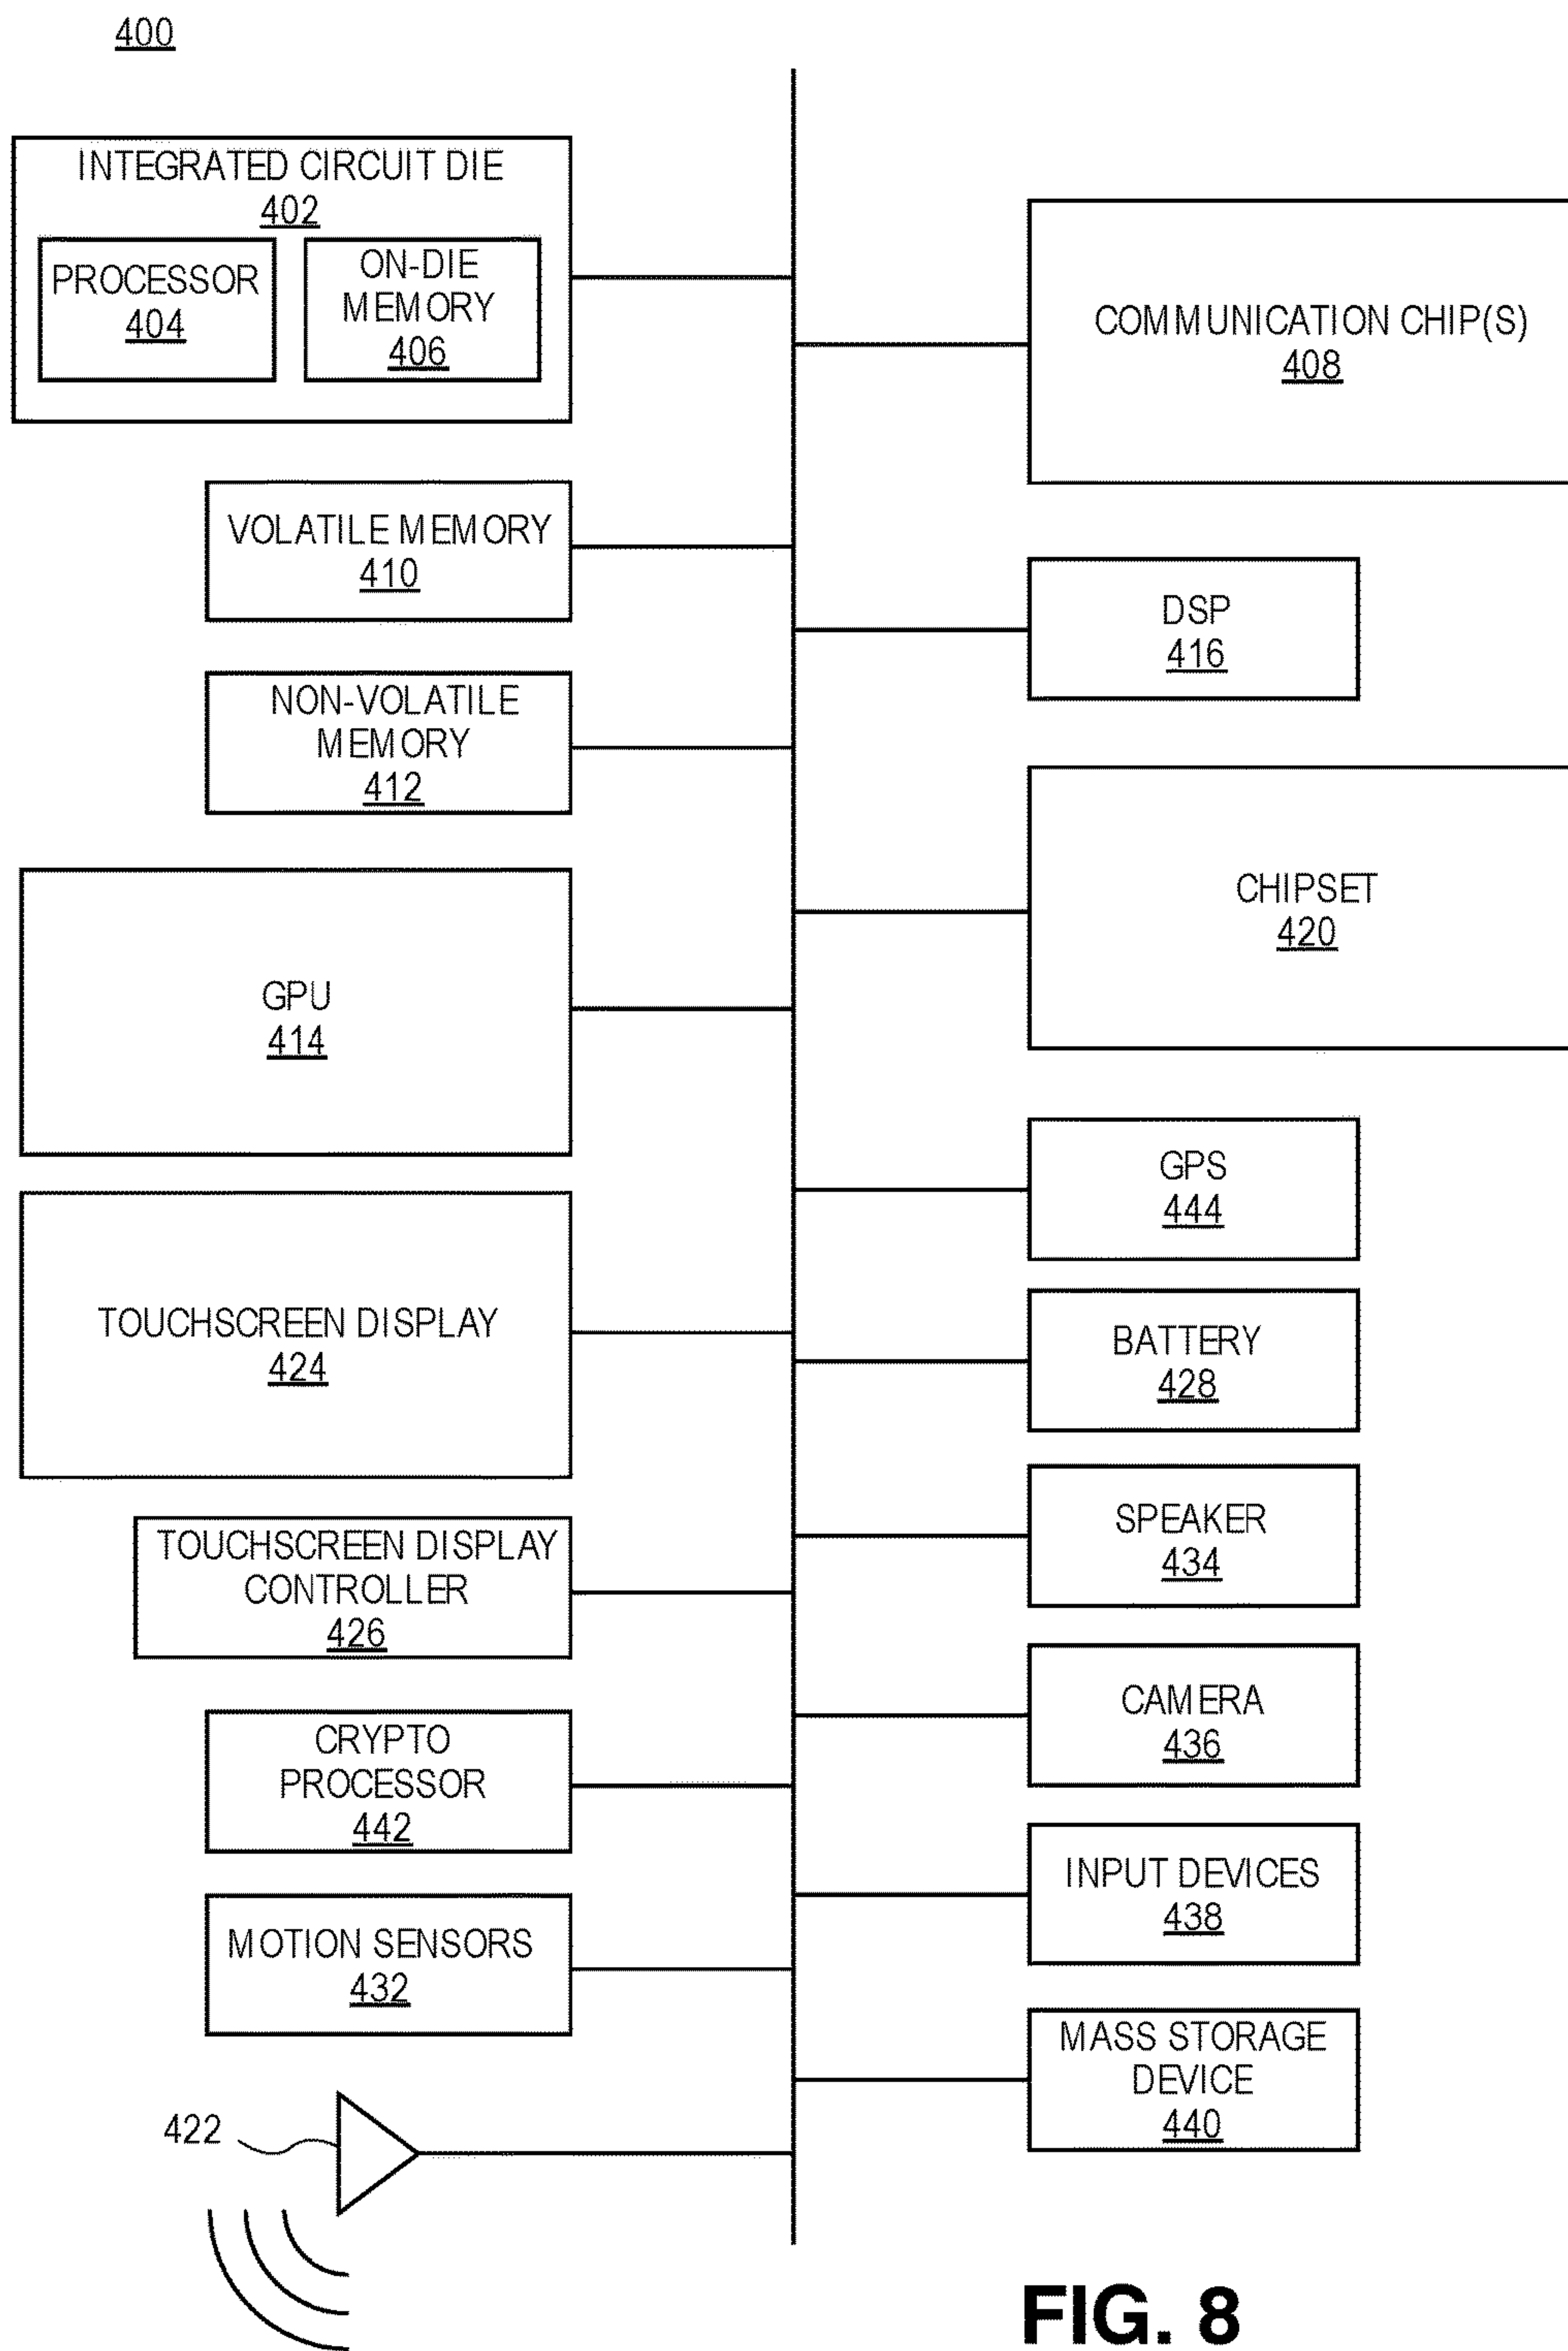 400
INTEGRATED CIRCUIT DIE
402
PROCESSOR
404
ON-DIE
MEMORY
406
VOLATILE MEMORY
410
NON-VOLATILE
MEMORY
412
GPU
414
TOUCHSCREEN DISPLAY
424
TOUCHSCREEN DISPLAY
CONTROLLER
426
CRYPTO
PROCESSOR
442
MOTION SENSORS
432
422
COMMUNICATION CHIP(S)
408
DSP
416
CHIPSET
420
GPS
444
BATTERY
428
SPEAKER
434
CAMERA
436
INPUT DEVICES
438
MASS STORAGE
DEVICE
440
FIG. 8